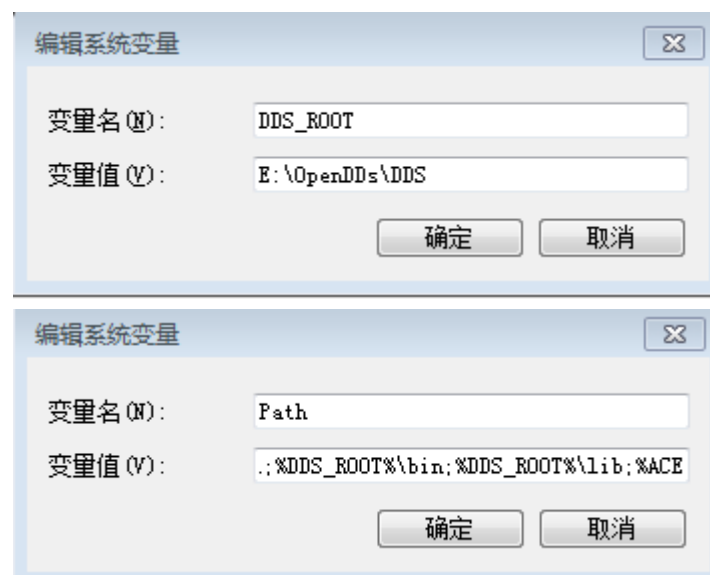 编辑系统变量
变量名(N): DDS_ROOT
变量值(V): E:\OpenDDs\DDS
确定 取消
编辑系统变量
变量名(N): Path
变量值(V): .;%DDS_ROOT%\bin;%DDS_ROOT%\lib;%ACE
确定 取消